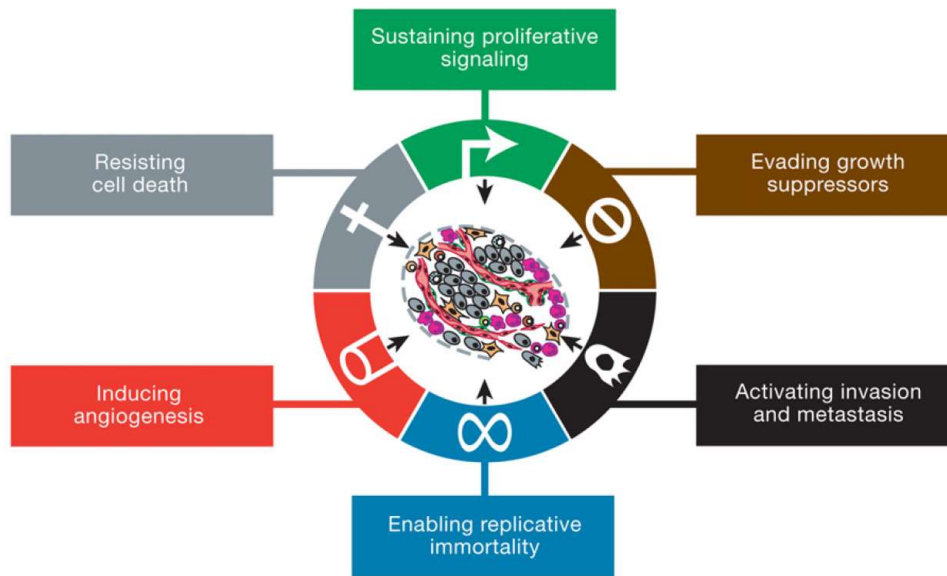 Sustaining proliferative
signaling
Resisting
cell death
Evading growth
suppressors
Inducing
angiogenesis
Activating invasion
and metastasis
Enabling replicative
immortality